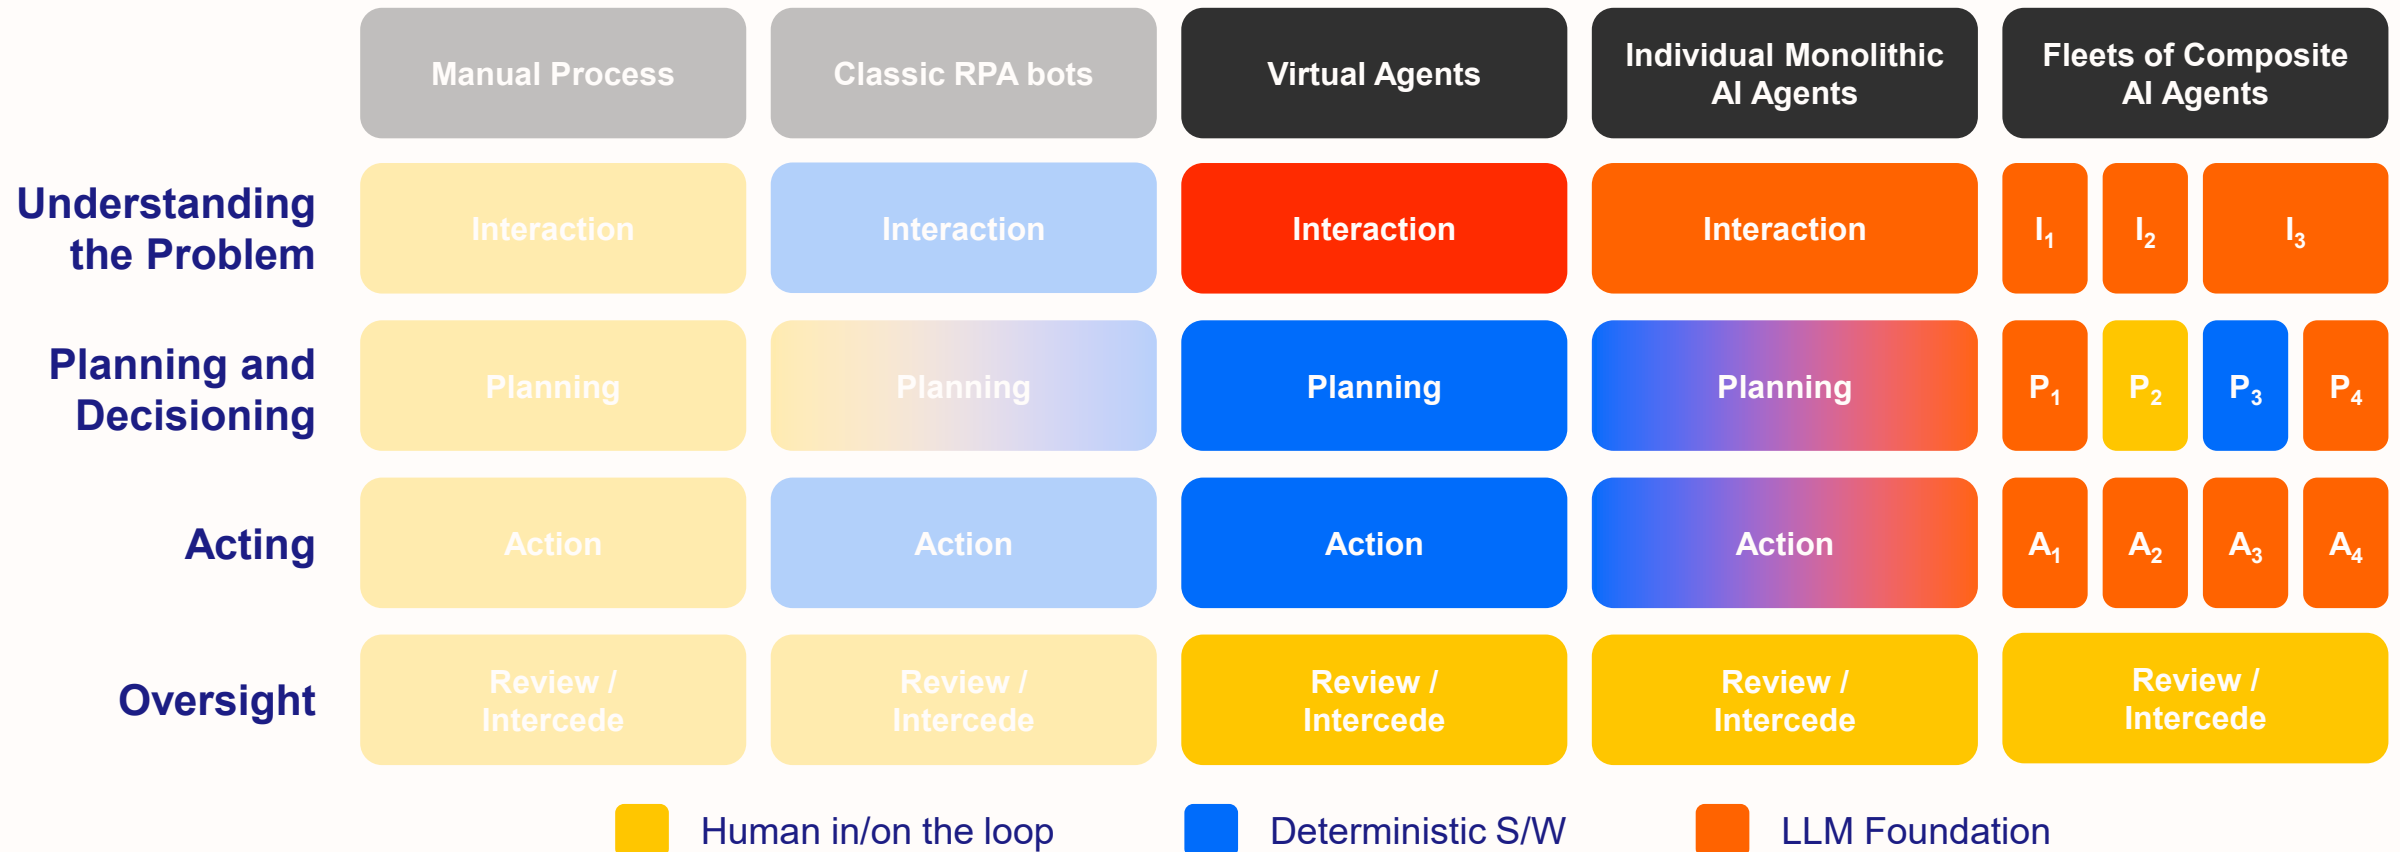 Manual Process
Classic RPA bots
Virtual Agents
Individual Monolithic
AI Agents
Fleets of Composite
AI Agents
Understanding
the Problem
Interaction
Interaction
Interaction
Interaction
I₁
I₂
I₃
Planning and
Decisioning
Planning
Planning
Planning
Planning
P₁
P₂
P₃
P₄
Acting
Action
Action
Action
Action
A₁
A₂
A₃
A₄
Oversight
Review /
Intercede
Review /
Intercede
Review /
Intercede
Review /
Intercede
Review /
Intercede
Human in/on the loop
Deterministic S/W
LLM Foundation